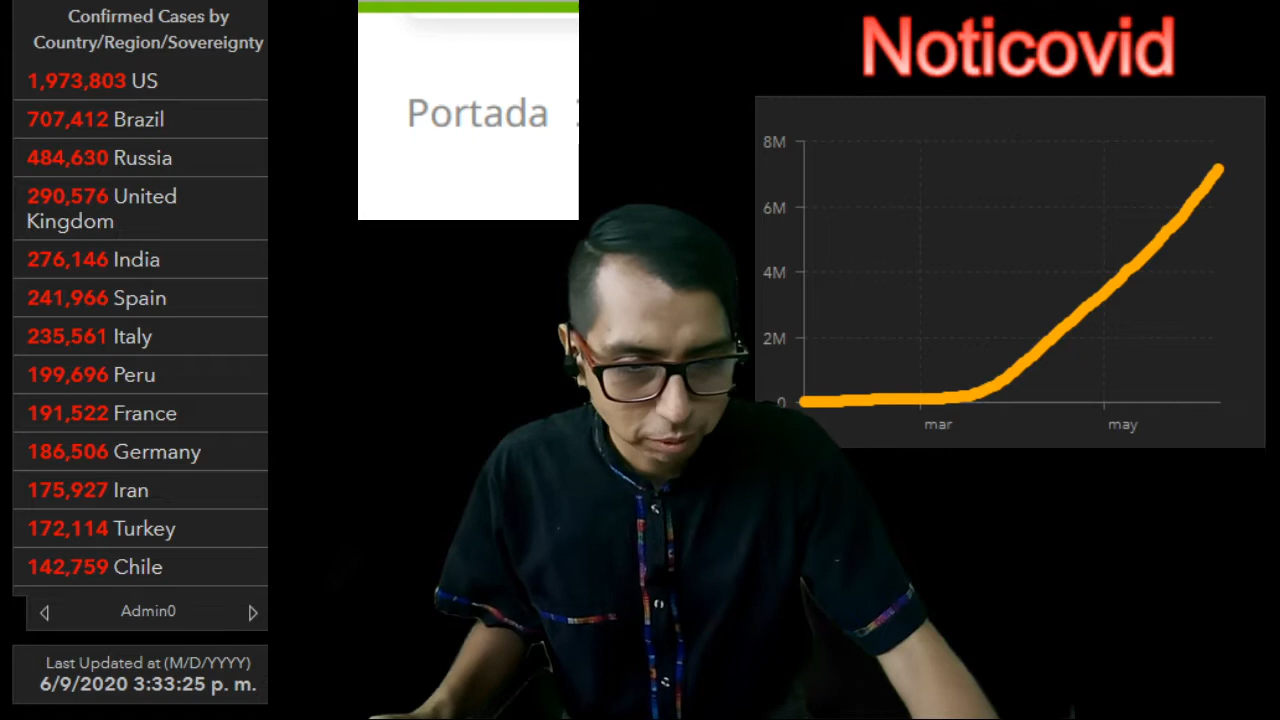 Confirmed Cases by
Country/Region/Sovereignty
1,973,803 US
707,412 Brazil
484,630 Russia
290,576 United
Kingdom
276,146 India
241,966 Spain
235,561 Italy
199,696 Peru
191,522 France
186,506 Germany
175,927 Iran
172,114 Turkey
142,759 Chile
Admin0
Last Updated at (M/D/YYYY)
6/9/2020 3:33:25 p. m.
Portada
Noticovid
8M
6M
4M
2M
0
mar
may